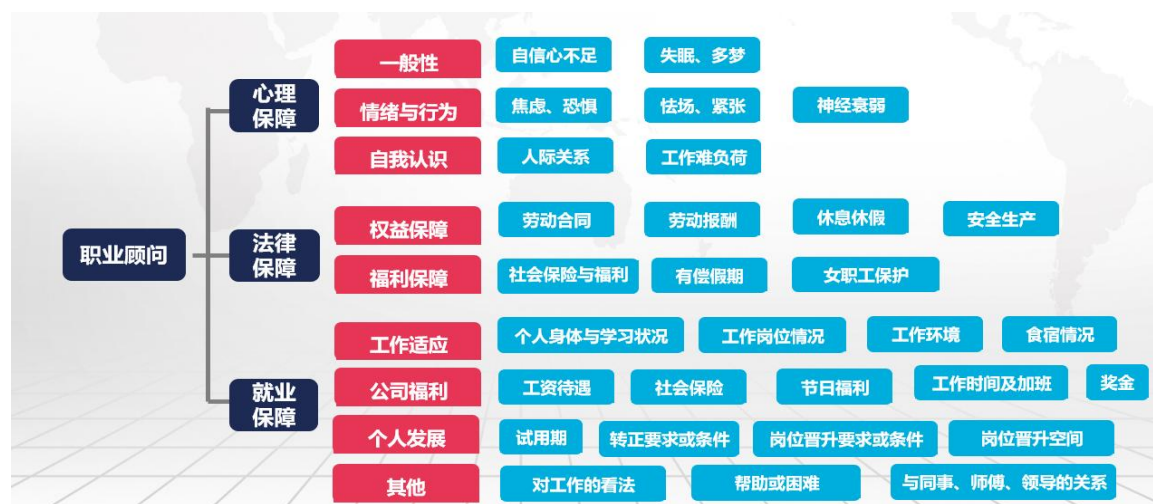 职业顾问
心理
保障
一般性
自信心不足
失眠、多梦
情绪与行为
焦虑、恐惧
怯场、紧张
神经衰弱
自我认识
人际关系
工作难负荷
法律
保障
权益保障
劳动合同
劳动报酬
休息休假
安全生产
福利保障
社会保险与福利
有偿假期
女职工保护
就业
保障
工作适应
个人身体与学习状况
工作岗位情况
工作环境
食宿情况
公司福利
工资待遇
社会保险
节日福利
工作时间及加班
奖金
个人发展
试用期
转正要求或条件
岗位晋升要求或条件
岗位晋升空间
其他
对工作的看法
帮助或困难
与同事、师傅、领导的关系